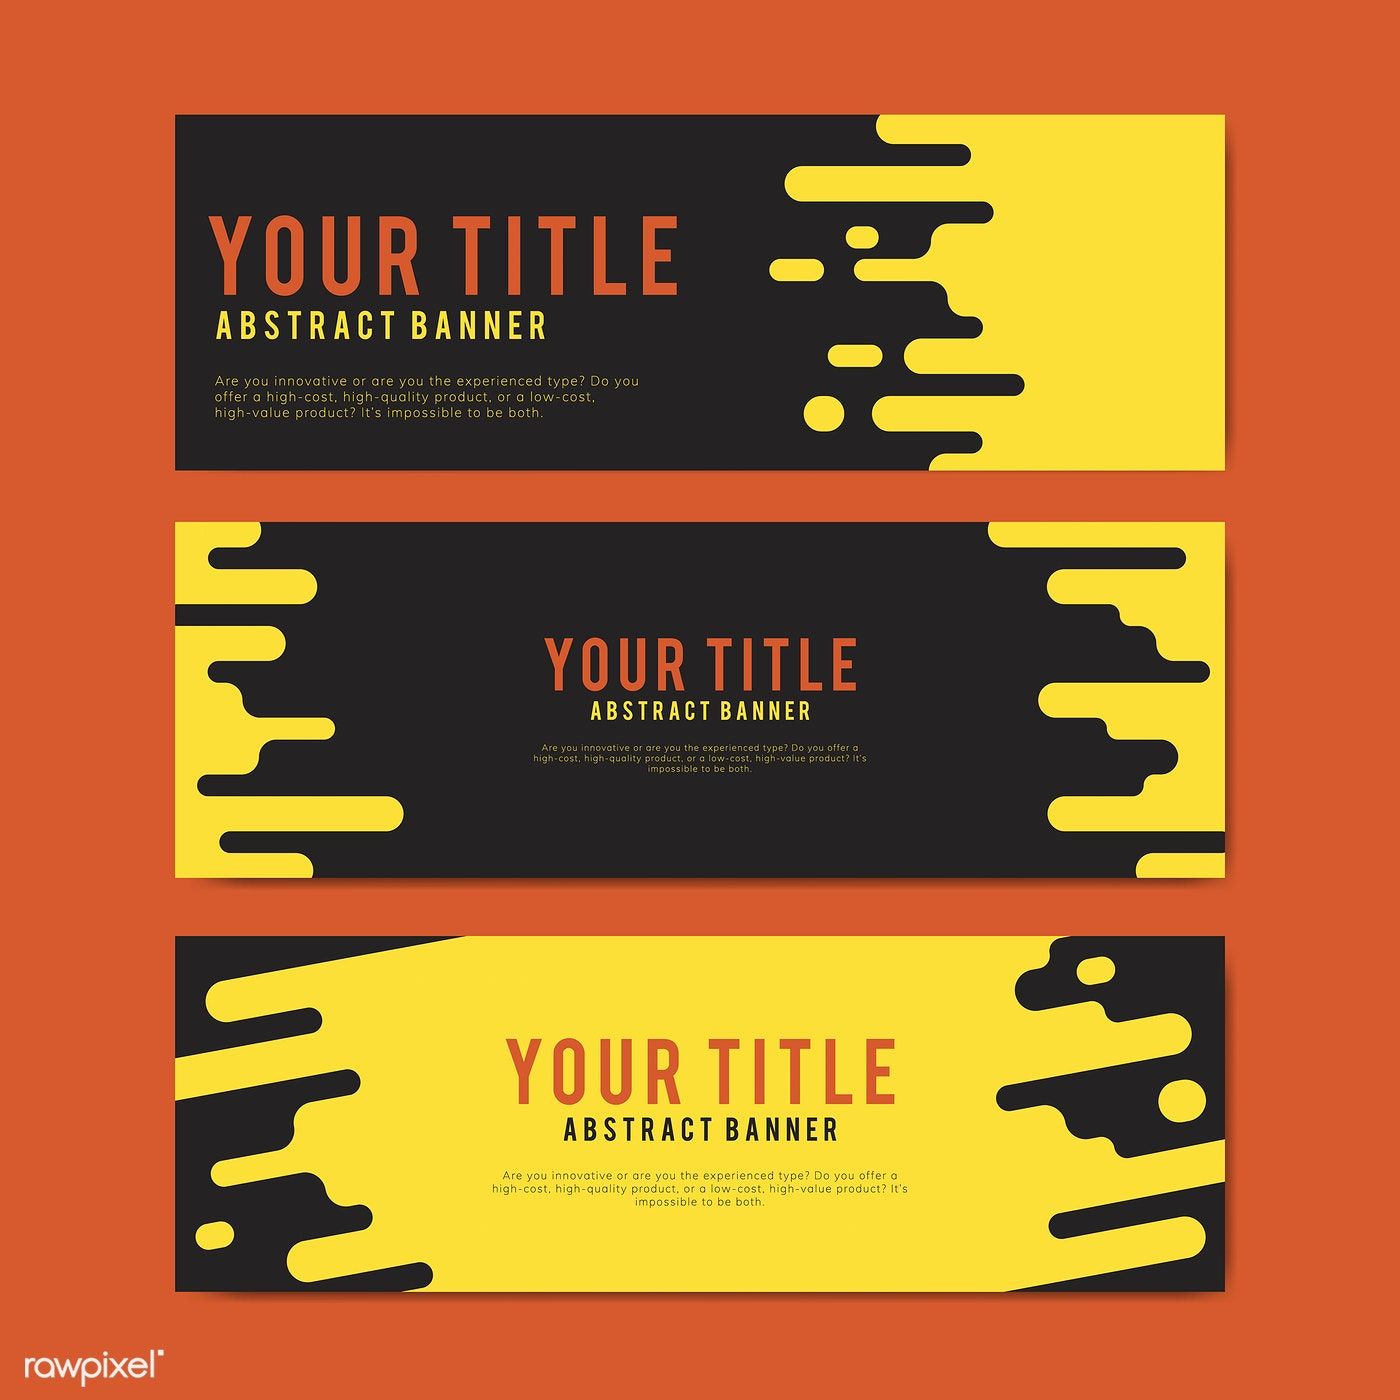 YOUR TITLE
ABSTRACT BANNER
Are you innovative or are you the experienced type? Do you
offer a high-cost, high-quality product, or a low-cost,
high-value product? It's impossible to be both.
YOUR TITLE
ABSTRACT BANNER
Are you innovative or are you the experienced type? Do you offer a
high-cost, high-quality product, or a low-cost, high-value product? It's
impossible to be both.
YOUR TITLE
ABSTRACT BANNER
Are you innovative or are you the experienced type? Do you offer a
high-cost, high-quality product, or a low-cost, high-value product? It's
impossible to be both.
rawpixel